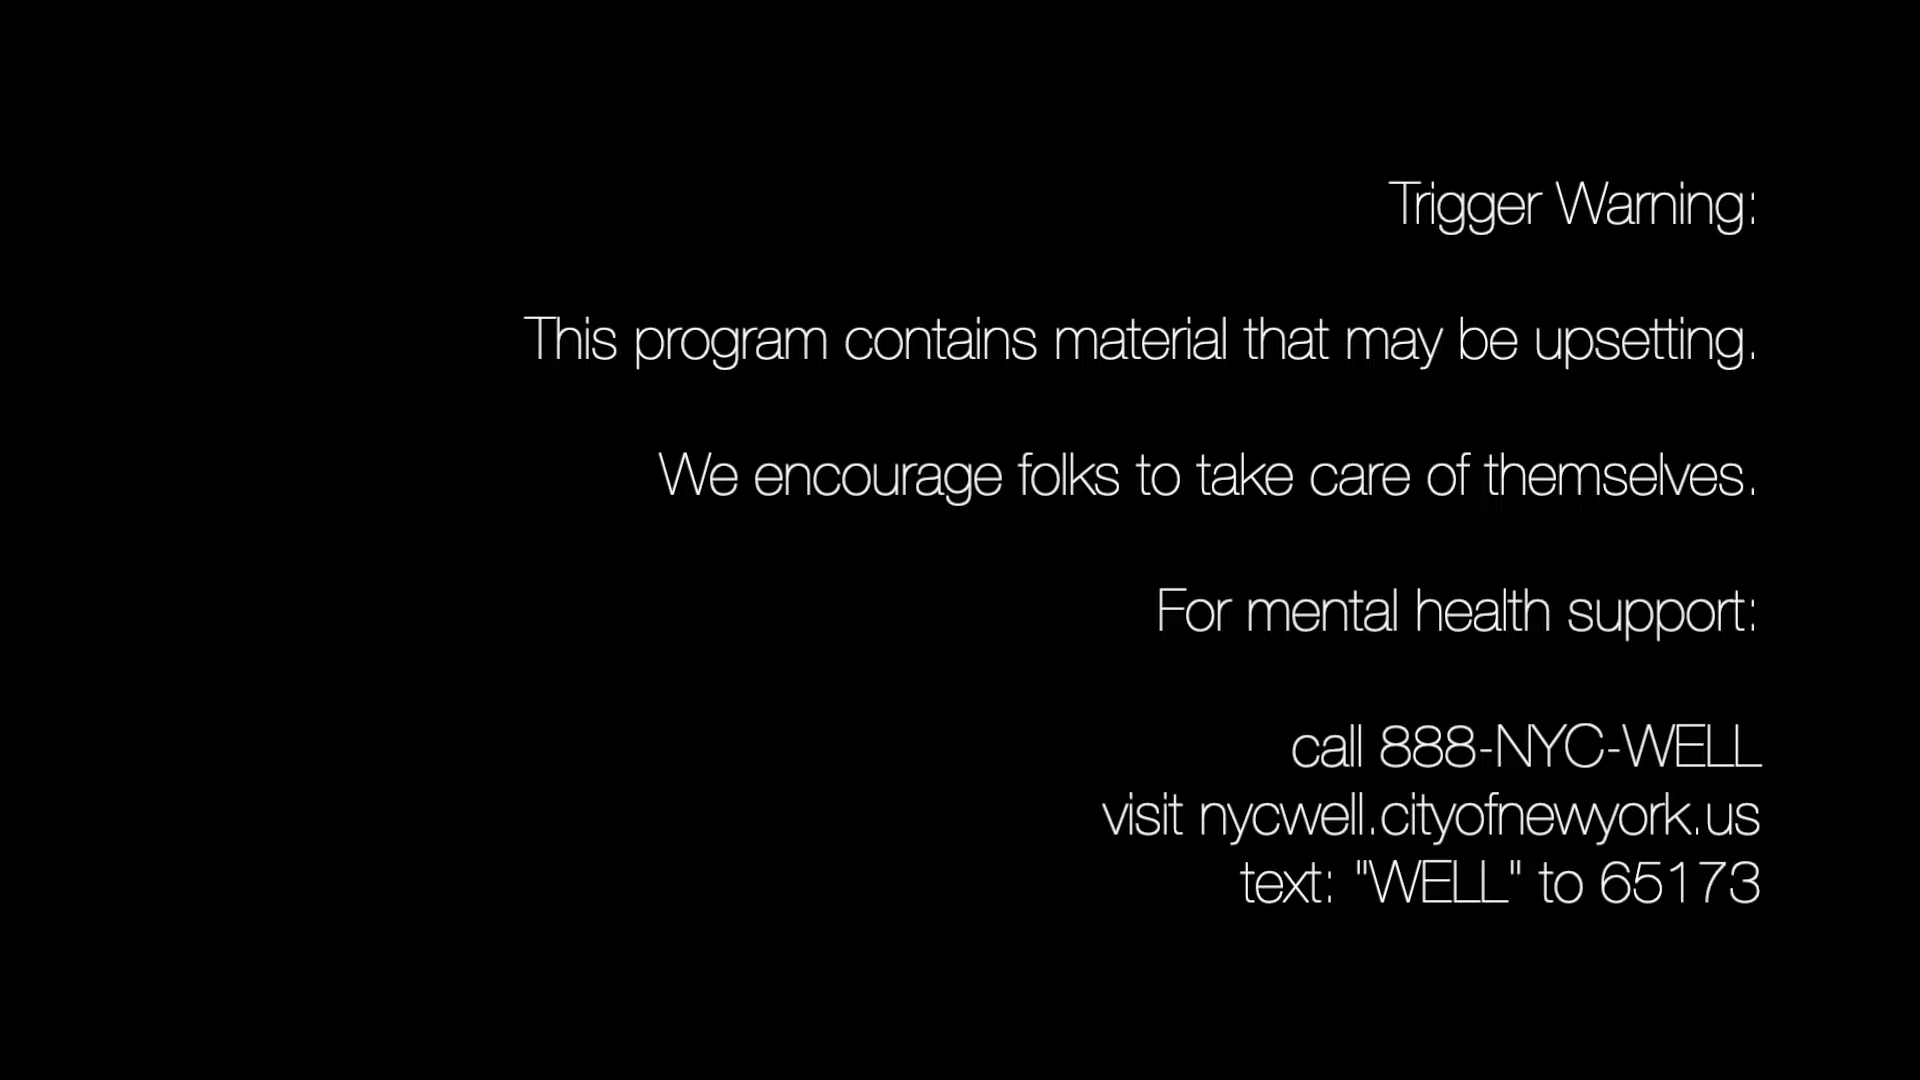 Trigger Warning:
This program contains material that may be upsetting.
We encourage folks to take care of themselves.
For mental health support:
call 888-NYC-WELL
visit nycwell.cityofnewyork.us
text: "WELL" to 65173